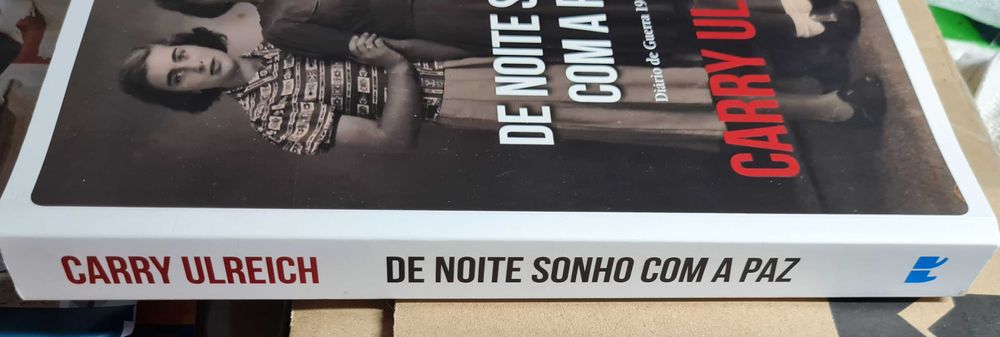 DE NOITE S
COM A P
Diário de Guerra 19
CARRY UL
CARRY ULREICH DE NOITE SONHO COM A PAZ